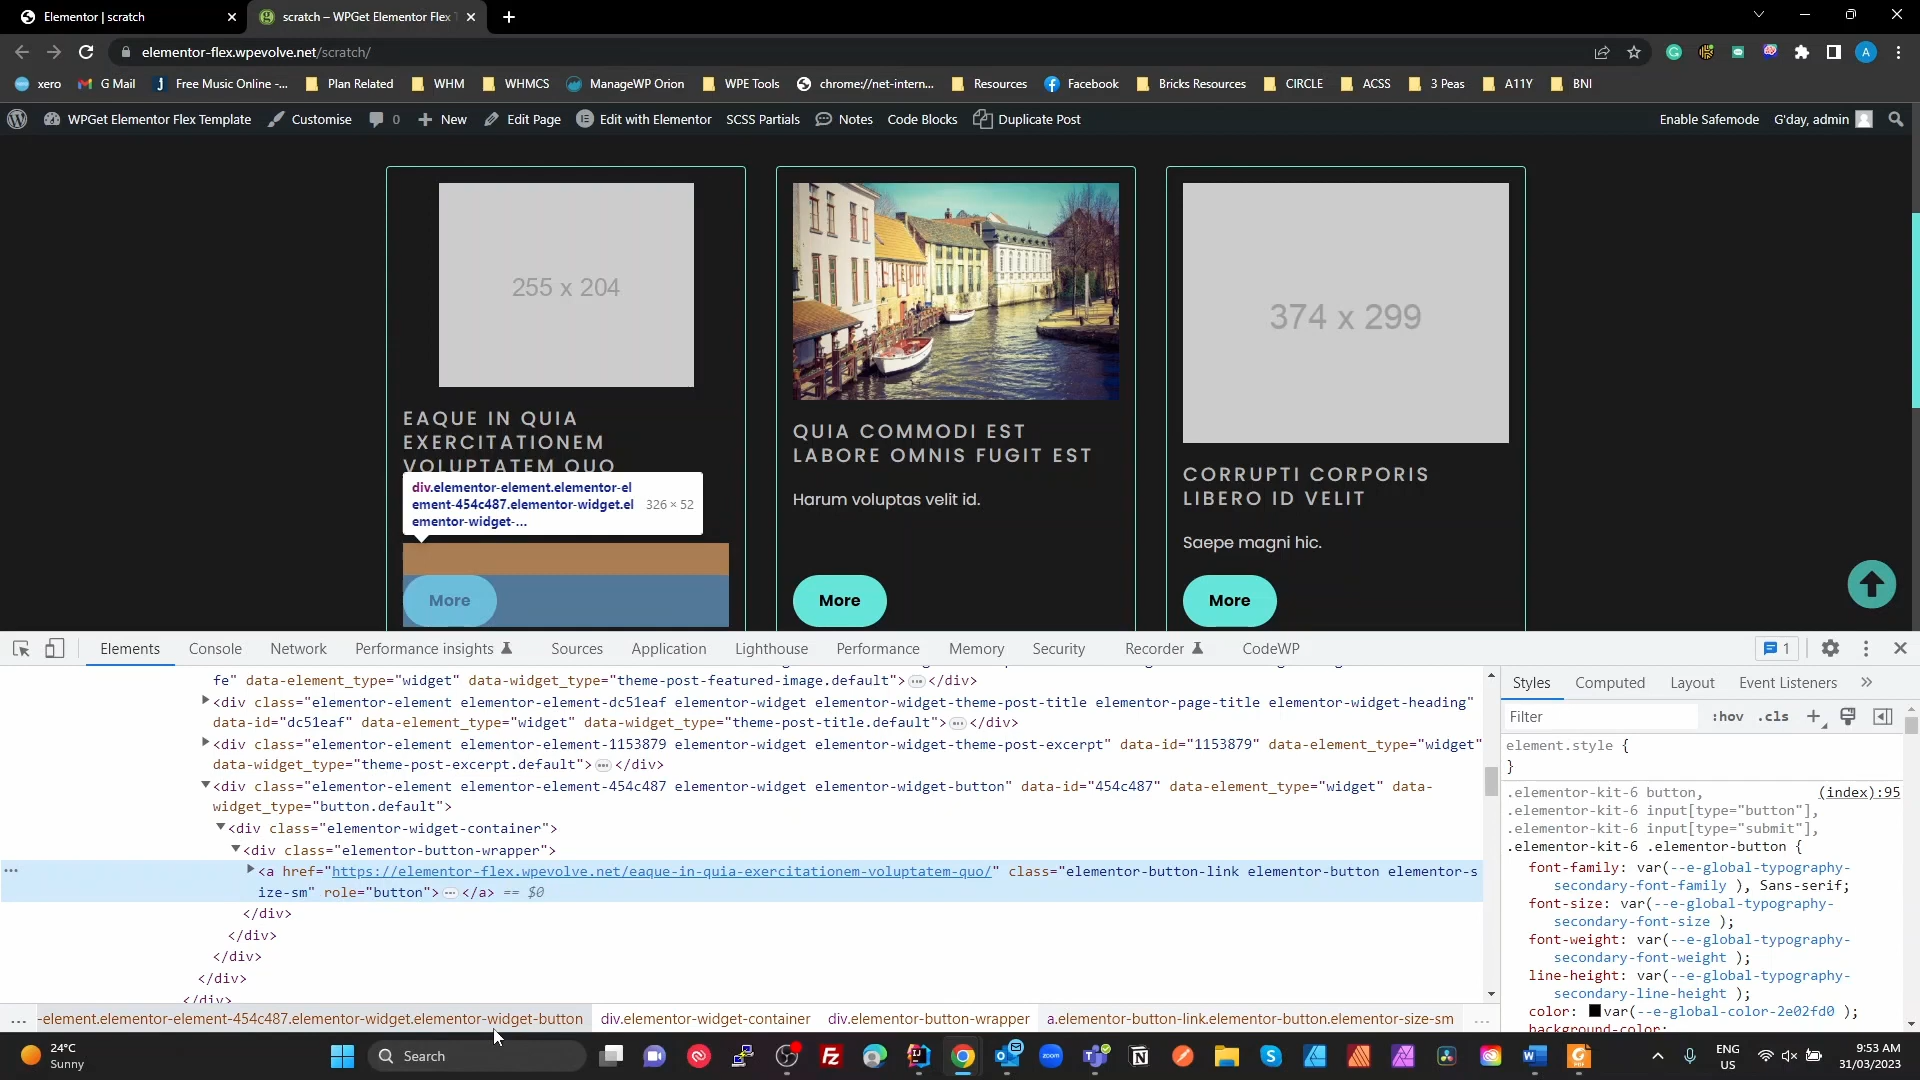 Elementor | scratch
scratch – WPGet Elementor Flex T
elementor-flex.wpevolve.net/scratch/
A
xero
G Mail
Free Music Online -...
Plan Related
WHM
WHMCS
ManageWP Orion
WPE Tools
chrome://net-intern...
Resources
Facebook
Bricks Resources
CIRCLE
ACSS
3 Peas
A11Y
BNI
WPGet Elementor Flex Template
Customise
0
New
Edit Page
Edit with Elementor
SCSS Partials
Notes
Code Blocks
Duplicate Post
Enable Safemode
G'day, admin
255 x 204
EAQUE IN QUIA
EXERCITATIONEM
VOLUPTATEM QUO
div.elementor-element.elementor-el
ement-454c487.elementor-widget.el
ementor-widget-...
326 × 52
More
QUIA COMMODI EST
LABORE OMNIS FUGIT EST
Harum voluptas velit id.
More
374 x 299
CORRUPTI CORPORIS
LIBERO ID VELIT
Saepe magni hic.
More
Elements
Console
Network
Performance insights
Sources
Application
Lighthouse
Performance
Memory
Security
Recorder
CodeWP
1
fe" data-element_type="widget" data-widget_type="theme-post-featured-image.default"> … </div>
<div class="elementor-element elementor-element-dc51eaf elementor-widget elementor-widget-theme-post-title elementor-page-title elementor-widget-heading"
data-id="dc51eaf" data-element_type="widget" data-widget_type="theme-post-title.default"> … </div>
<div class="elementor-element elementor-element-1153879 elementor-widget elementor-widget-theme-post-excerpt" data-id="1153879" data-element_type="widget"
data-widget_type="theme-post-excerpt.default"> … </div>
<div class="elementor-element elementor-element-454c487 elementor-widget elementor-widget-button" data-id="454c487" data-element_type="widget" data-
widget_type="button.default">
<div class="elementor-widget-container">
<div class="elementor-button-wrapper">
<a href="https://elementor-flex.wpevolve.net/eaque-in-quia-exercitationem-voluptatem-quo/" class="elementor-button-link elementor-button elementor-s
ize-sm" role="button"> … </a> == $0
</div>
</div>
</div>
</div>
</div>
... -element.elementor-element-454c487.elementor-widget.elementor-widget-button
div.elementor-widget-container
div.elementor-button-wrapper
a.elementor-button-link.elementor-button.elementor-size-sm
...
Styles
Computed
Layout
Event Listeners
Filter
:hov
.cls
element.style {
}
.elementor-kit-6 button,
(index):95
.elementor-kit-6 input[type="button"],
.elementor-kit-6 input[type="submit"],
.elementor-kit-6 .elementor-button {
font-family: var(--e-global-typography-
secondary-font-family ), Sans-serif;
font-size: var(--e-global-typography-
secondary-font-size );
font-weight: var(--e-global-typography-
secondary-font-weight );
line-height: var(--e-global-typography-
secondary-line-height );
color: var(--e-global-color-2e02fd0 );
background-color:
24°C
Sunny
Search
zoom
ENG
US
9:53 AM
31/03/2023